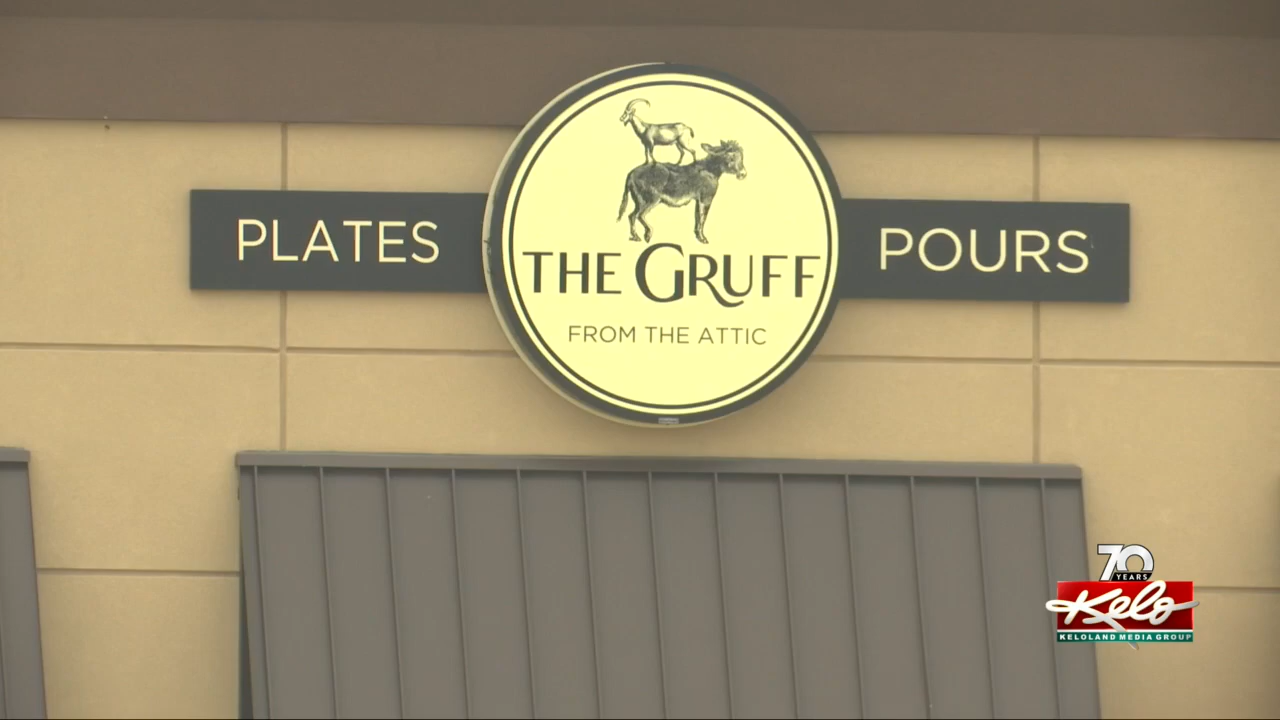 PLATES
THE GRUFF
FROM THE ATTIC
POURS
70
YEARS
Kelo
KELOLAND MEDIA GROUP